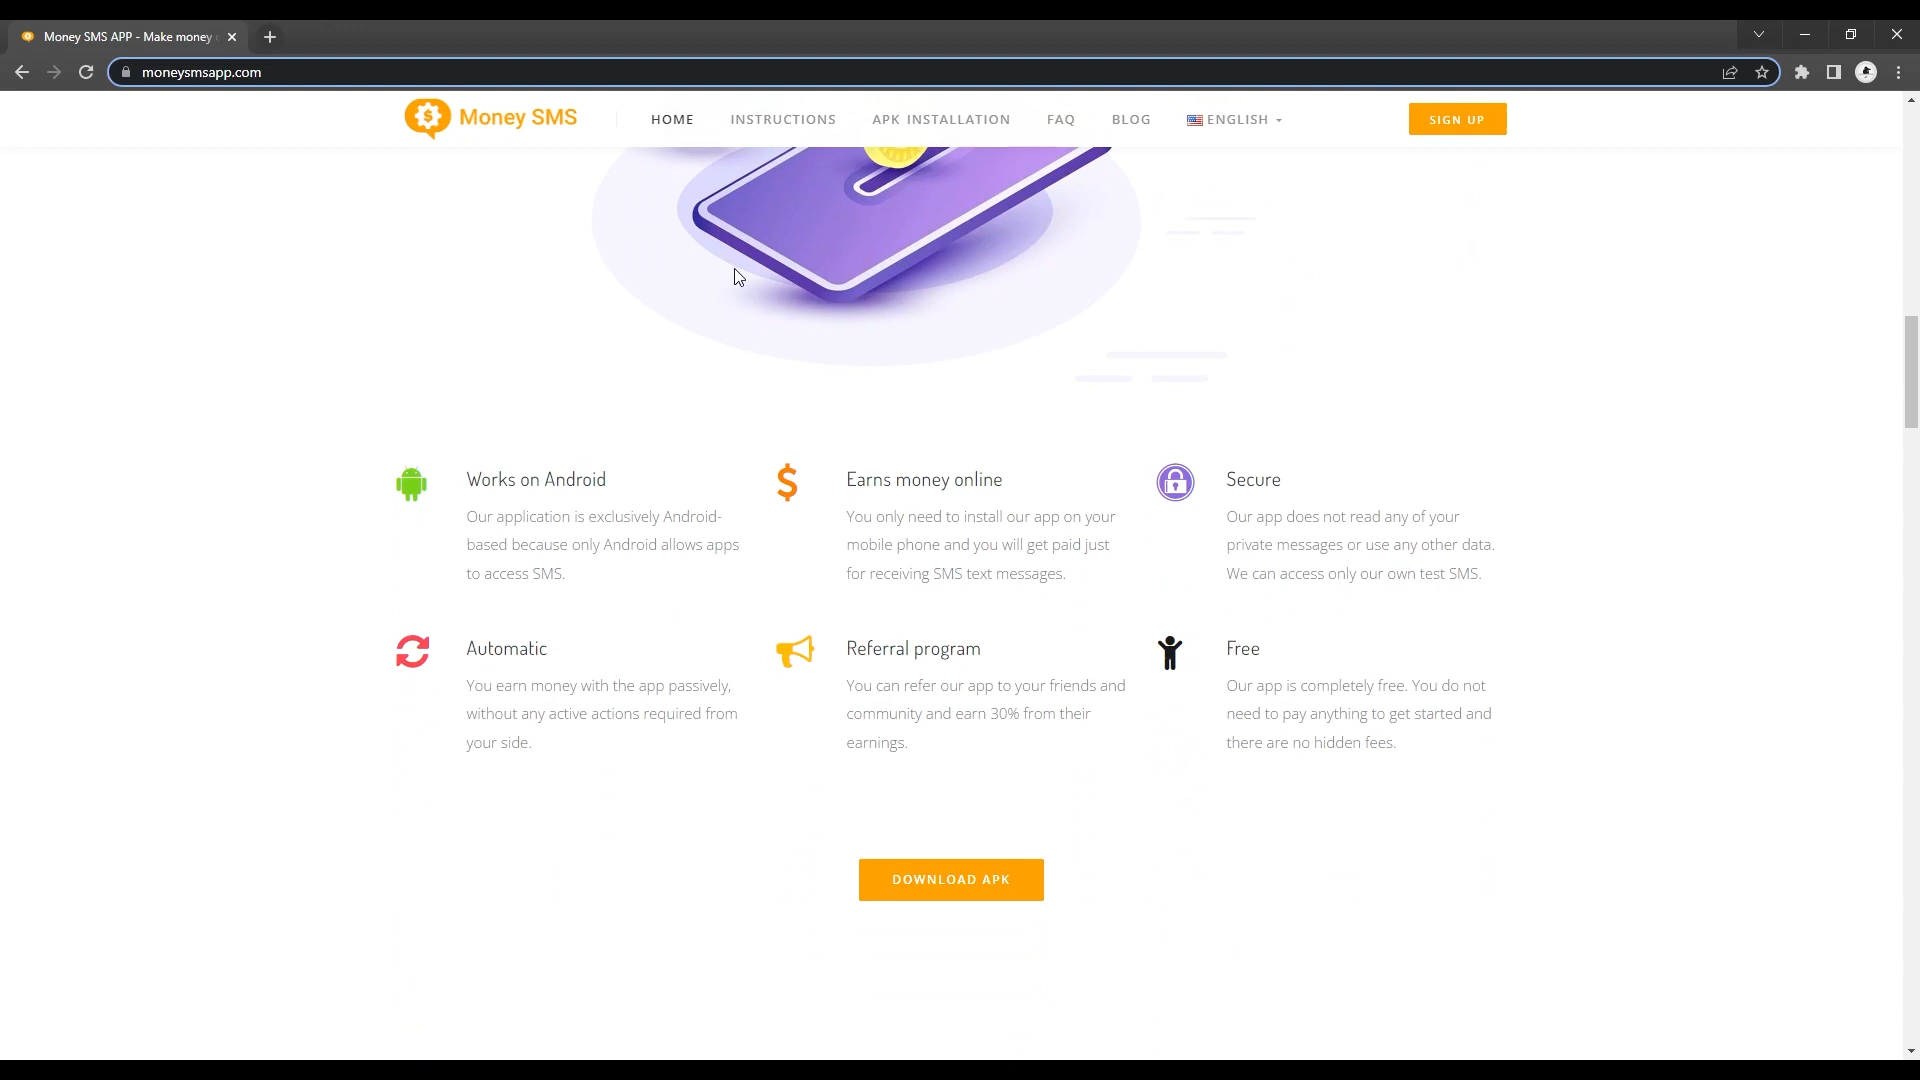 Money SMS APP - Make money
moneysmsapp.com
Money SMS
HOME
INSTRUCTIONS
APK INSTALLATION
FAQ
BLOG
ENGLISH
SIGN UP
Works on Android
Our application is exclusively Android-
based because only Android allows apps
to access SMS.
Earns money online
You only need to install our app on your
mobile phone and you will get paid just
for receiving SMS text messages.
Secure
Our app does not read any of your
private messages or use any other data.
We can access only our own test SMS.
Automatic
You earn money with the app passively,
without any active actions required from
your side.
Referral program
You can refer our app to your friends and
community and earn 30% from their
earnings.
Free
Our app is completely free. You do not
need to pay anything to get started and
there are no hidden fees.
DOWNLOAD APK